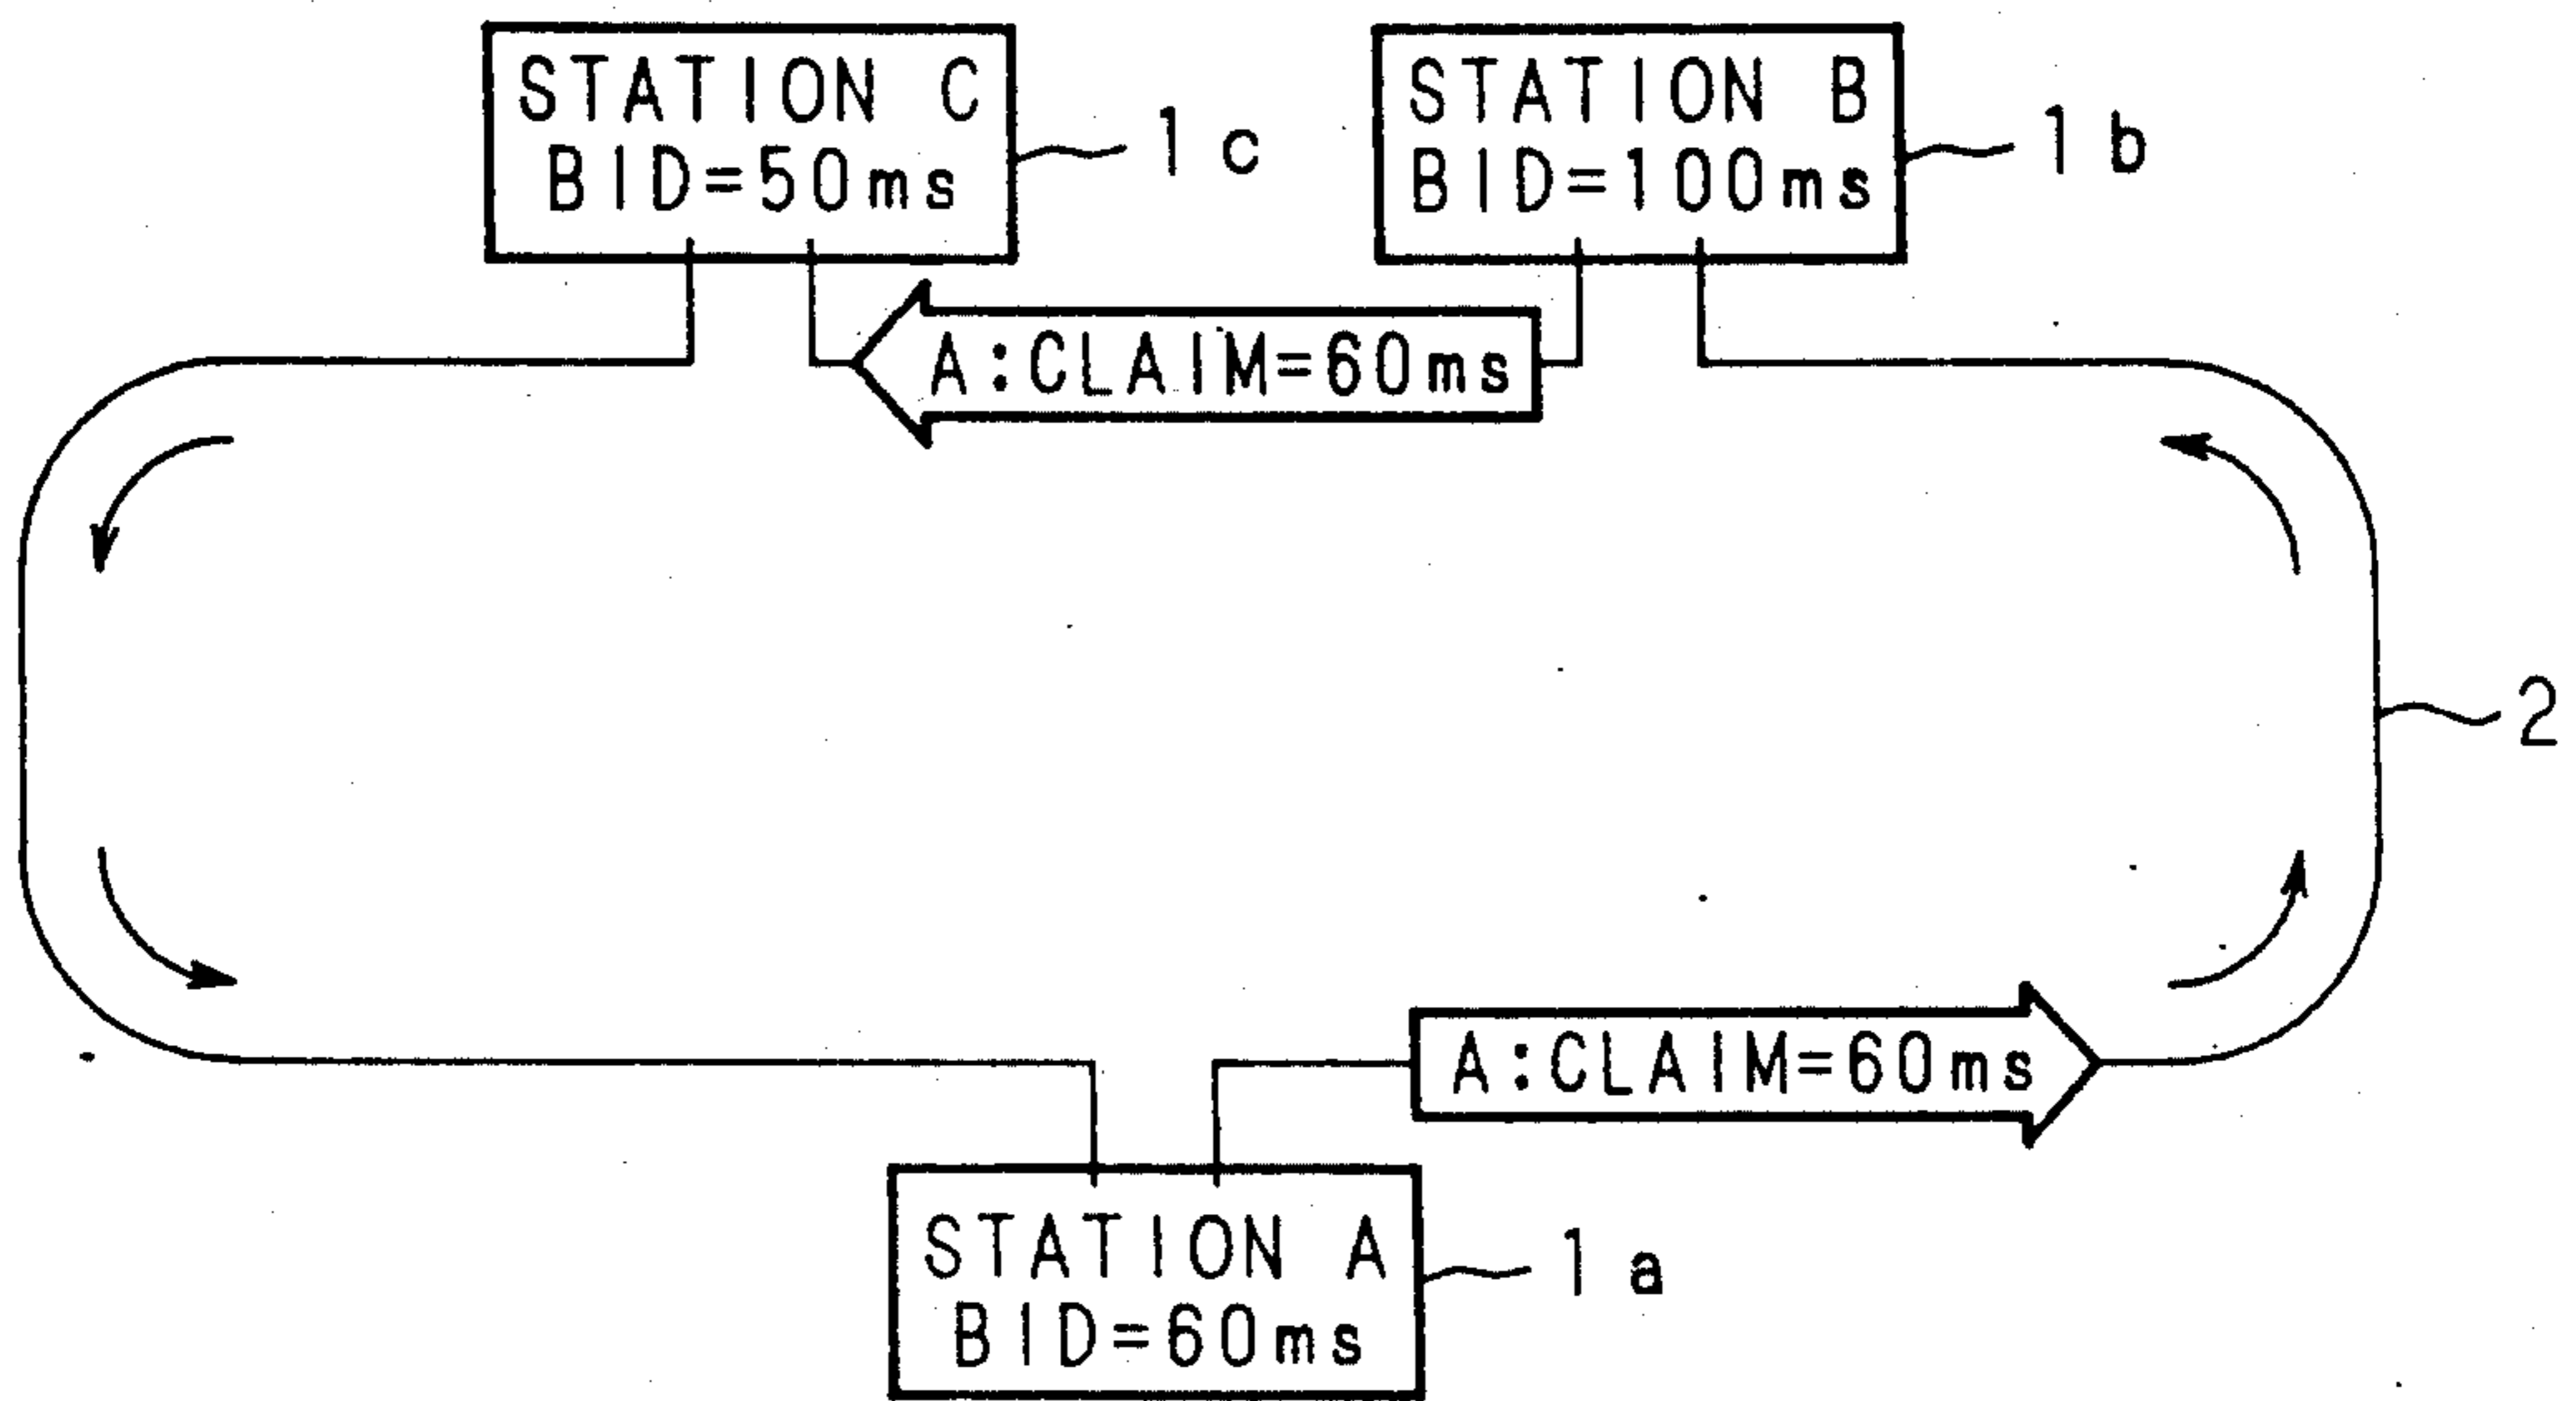 STATION C
BID=50ms
1c
STATION B
BID=100ms
1b
A:CLAIM=60ms
2
A:CLAIM=60ms
STATION A
BID=60ms
1a